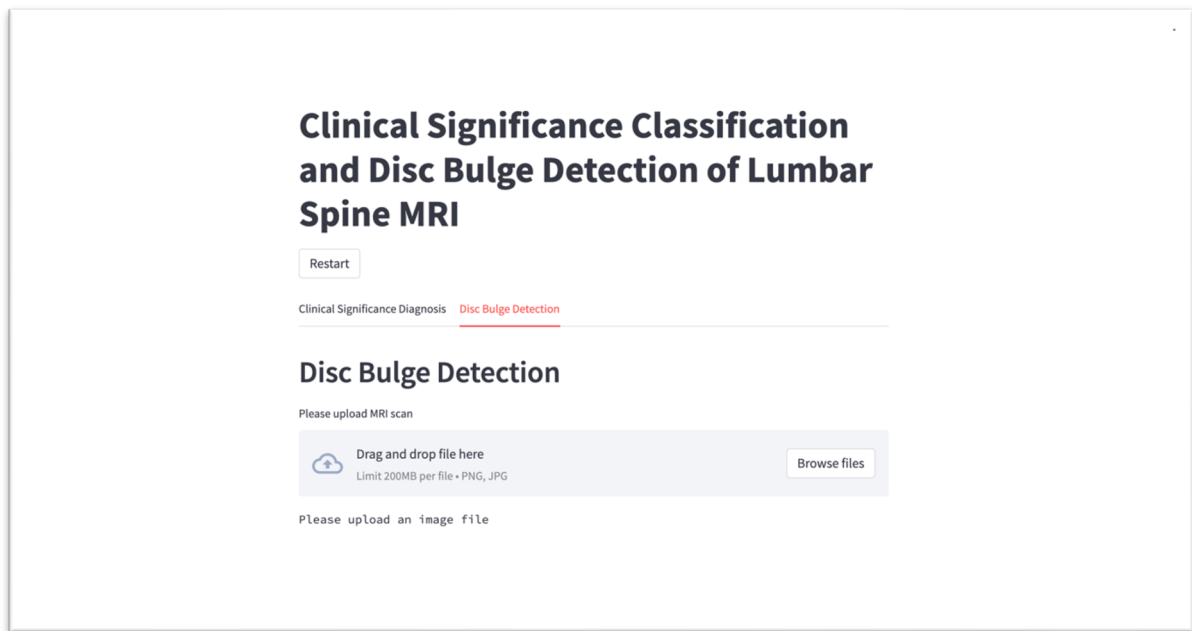 Clinical Significance Classification
and Disc Bulge Detection of Lumbar
Spine MRI
Restart
Clinical Significance Diagnosis Disc Bulge Detection
Disc Bulge Detection
Please upload MRI scan
Drag and drop file here
Limit 200MB per file • PNG, JPG
Browse files
Please upload an image file